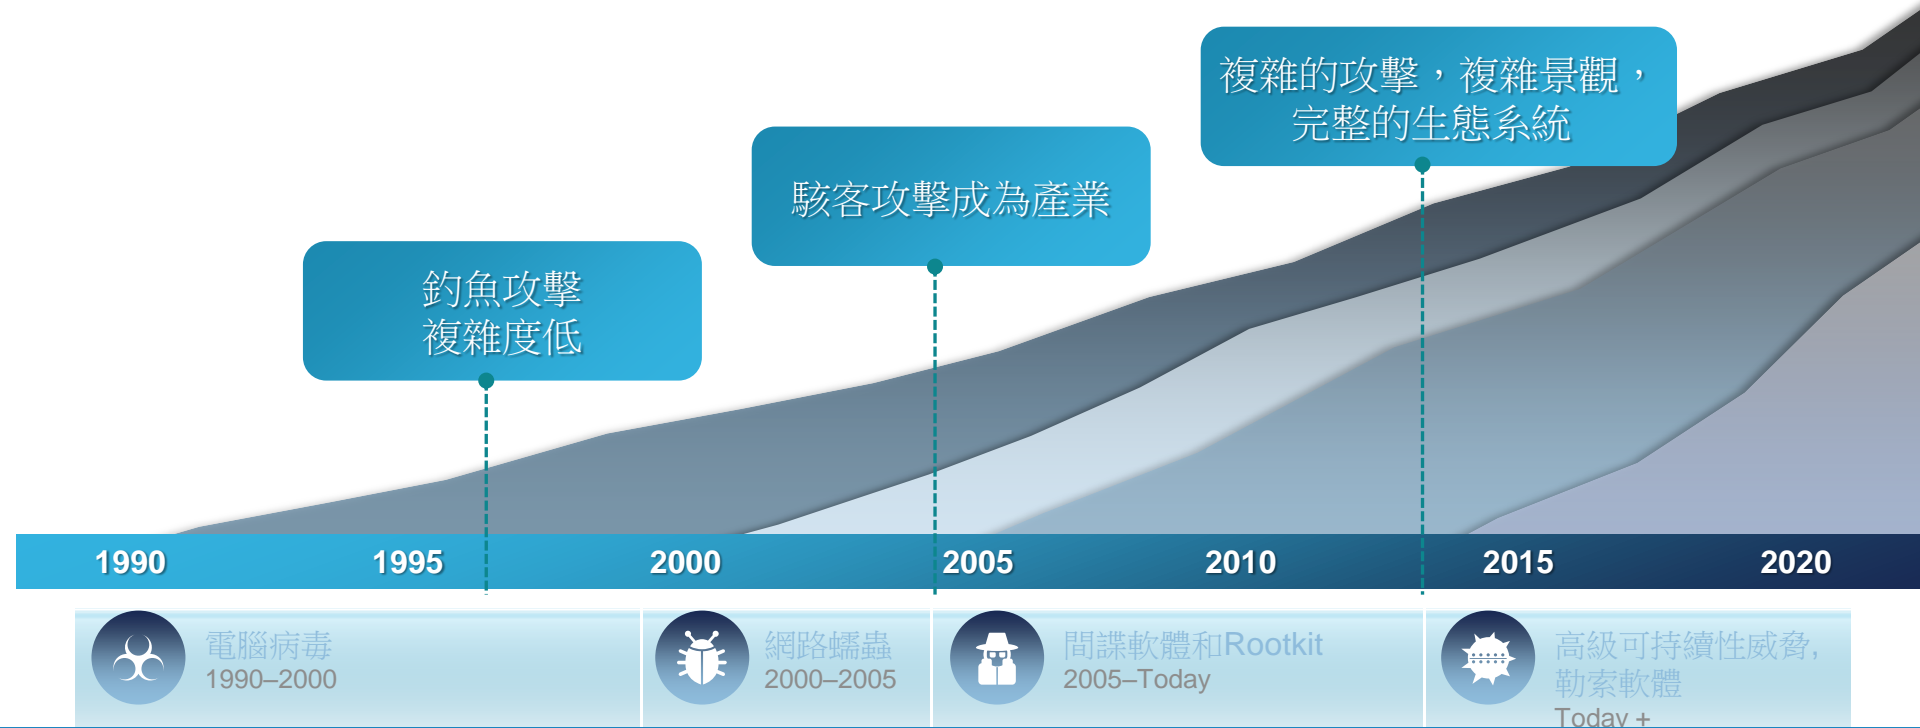 複雜的攻擊，複雜景觀，
完整的生態系統
駭客攻擊成為產業
釣魚攻擊
複雜度低
1990 1995 2000 2005 2010 2015 2020
電腦病毒
1990–2000
網路蠕蟲
2000–2005
間諜軟體和Rootkit
2005–Today
高級可持續性威脅,
勒索軟體
Today +